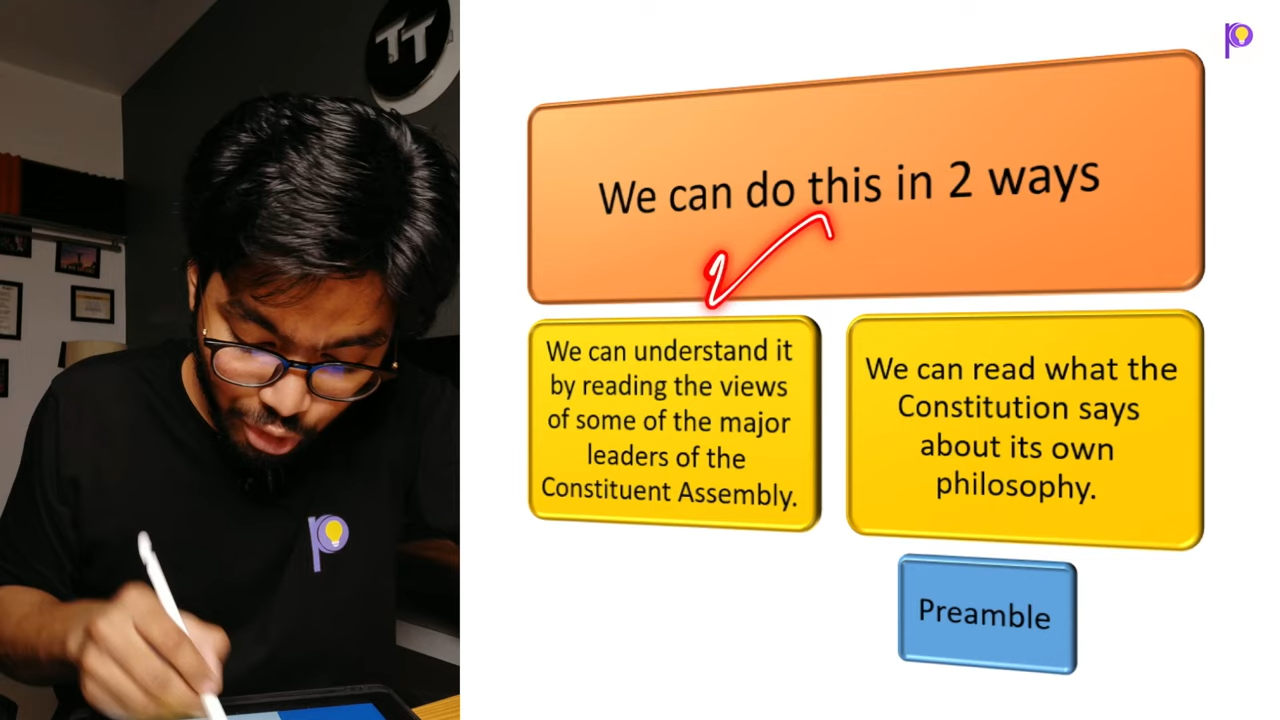 TT
We can do this in 2 ways
We can understand it
by reading the views
of some of the major
leaders of the
Constituent Assembly.
We can read what the
Constitution says
about its own
philosophy.
Preamble